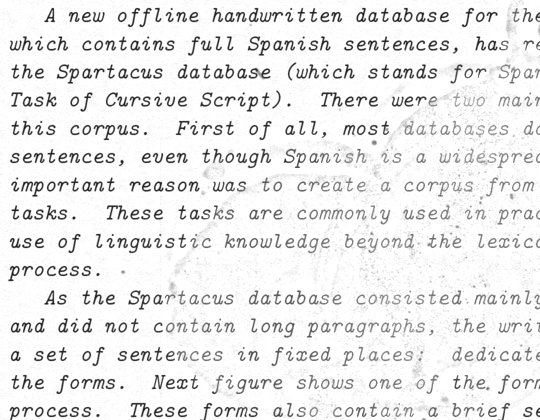 A new offline handwritten database for the
which contains full Spanish sentences, has re
the Spartacus database (which stands for Spar
Task of Cursive Script). There were two main
this corpus. First of all, most databases do
sentences, even though Spanish is a widesprea
important reason was to create a corpus from
tasks. These tasks are commonly used in prac
use of linguistic knowledge beyond the lexico
process.
As the Spartacus database consisted mainly
and did not contain long paragraphs, the writ
a set of sentences in fixed places: dedicate
the forms. Next figure shows one of the form
process. These forms also contain a brief se